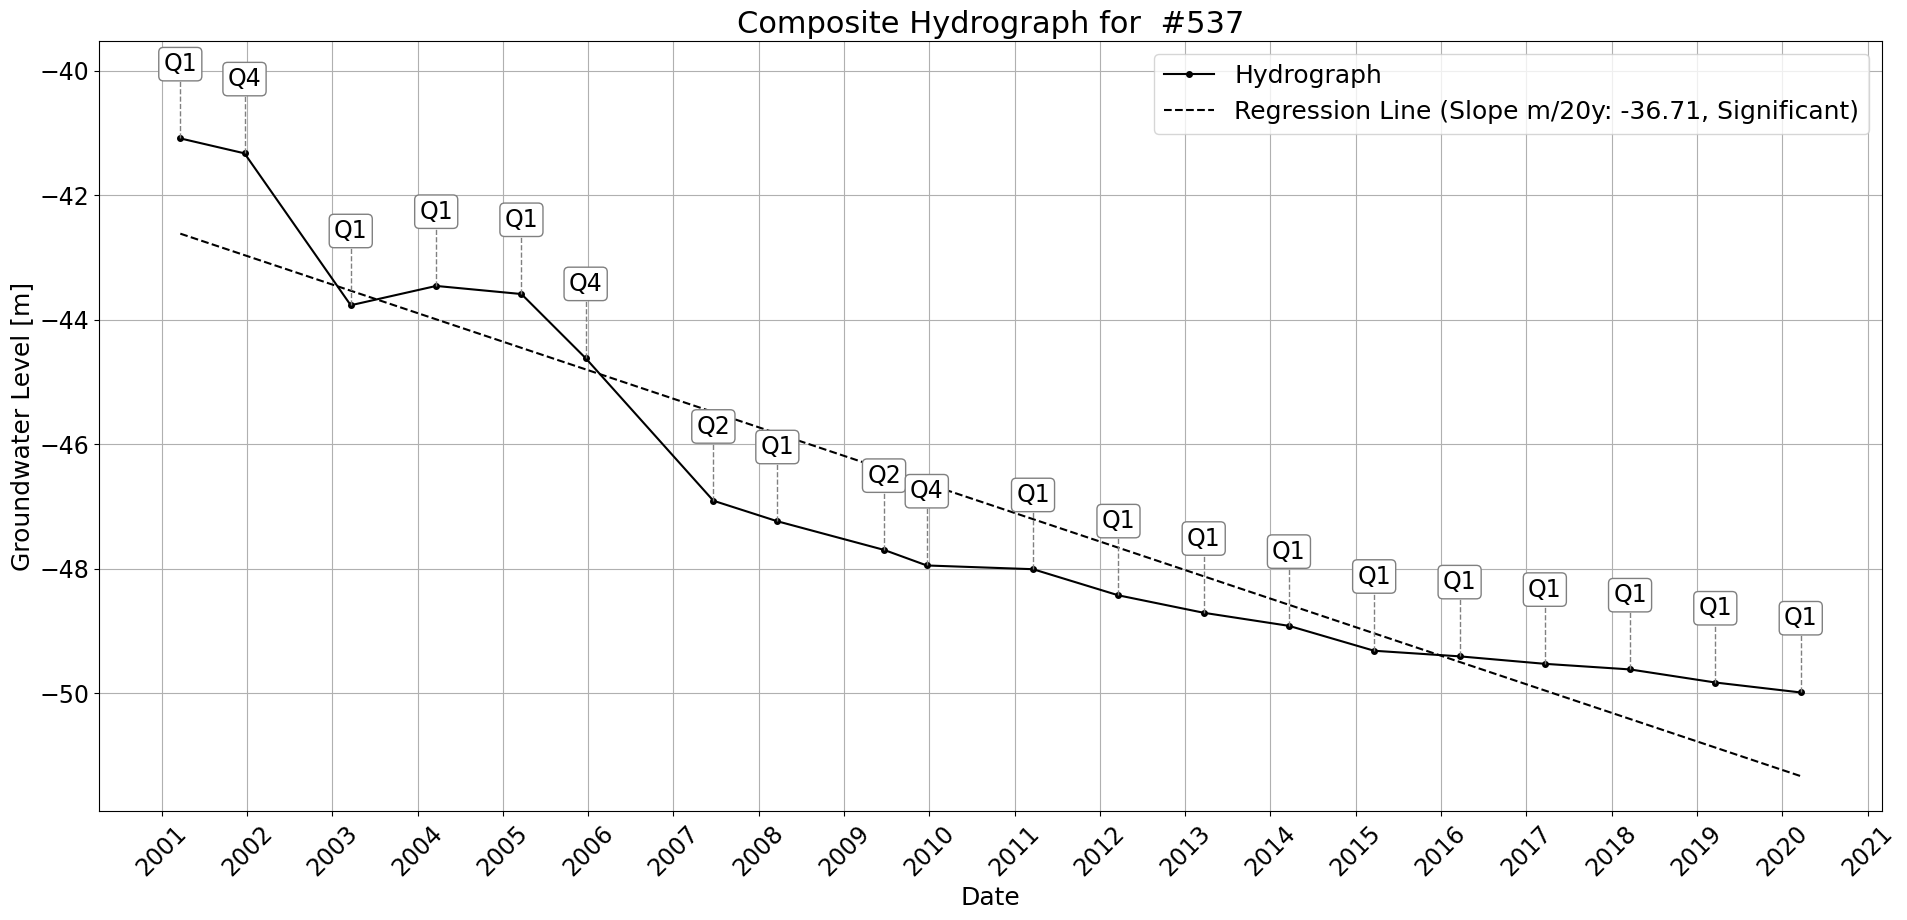 Composite Hydrograph for  #537
Hydrograph
Regression Line (Slope m/20y: -36.71, Significant)
Groundwater Level [m]
−40
−42
−44
−46
−48
−50
Q1
Q4
Q1
Q1
Q1
Q4
Q2
Q1
Q2
Q4
Q1
Q1
Q1
Q1
Q1
Q1
Q1
Q1
Q1
Q1
2001
2002
2003
2004
2005
2006
2007
2008
2009
2010
2011
2012
2013
2014
2015
2016
2017
2018
2019
2020
2021
Date